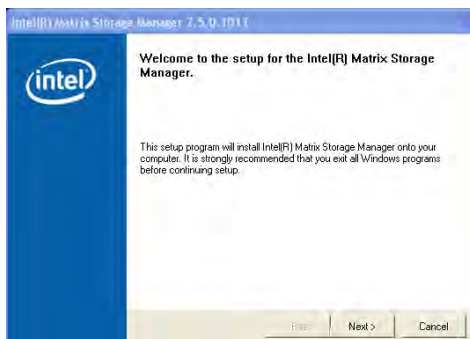 Intel(R) Matrix Storage Manager 7.5.0.1017
intel
Welcome to the setup for the Intel(R) Matrix Storage
Manager.
This setup program will install Intel(R) Matrix Storage Manager onto your
computer. It is strongly recommended that you exit all Windows programs
before continuing setup.
Next >
Cancel